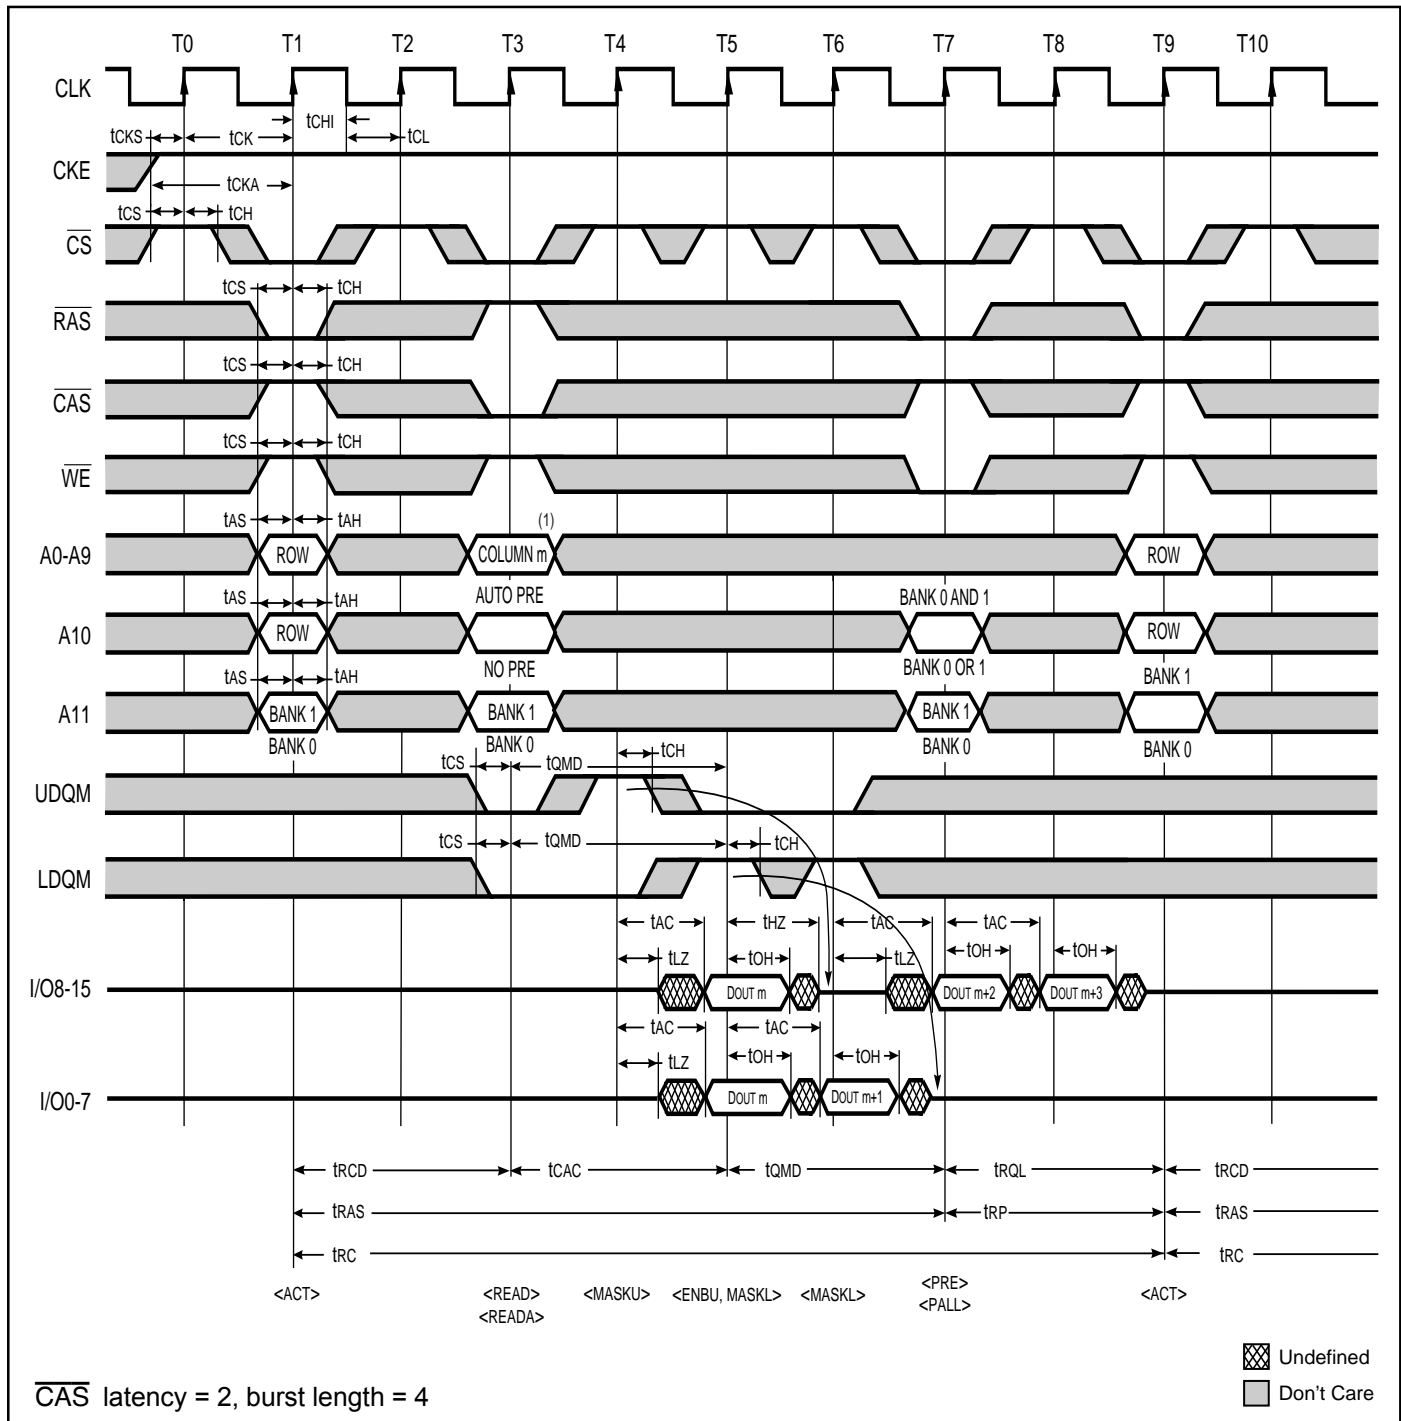 T0 T1 T2 T3 T4 T5 T6 T7 T8 T9 T10
CLK
tCHI
tCKS tCK tCL
CKE
tCKA
tCS tCH
CS
tCS tCH
RAS
tCS tCH
CAS
tCS tCH
WE
tAS tAH (1)
A0-A9 ROW COLUMN m ROW
tAS tAH AUTO PRE BANK 0 AND 1
A10 ROW ROW
NO PRE BANK 0 OR 1 BANK 1
tAS tAH
A11 BANK 1 BANK 1 BANK 1
BANK 0 BANK 0 BANK 0 BANK 0
tCS tQMD tCH
UDQM
tCS tQMD tCH
LDQM
tAC tHZ tAC tAC
tLZ tOH tLZ tOH tOH
I/O8-15 DOUT m DOUT m+2 DOUT m+3
tAC tAC
tLZ tOH tOH
I/O0-7 DOUT m DOUT m+1
tRCD tCAC tQMD tRQL tRCD
tRAS tRP tRAS
tRC tRC
<ACT> <READ> <MASKU> <ENBU, MASKL> <MASKL> <PRE> <ACT>
<READA> <PALL>
Undefined
Don't Care
CAS latency = 2, burst length = 4